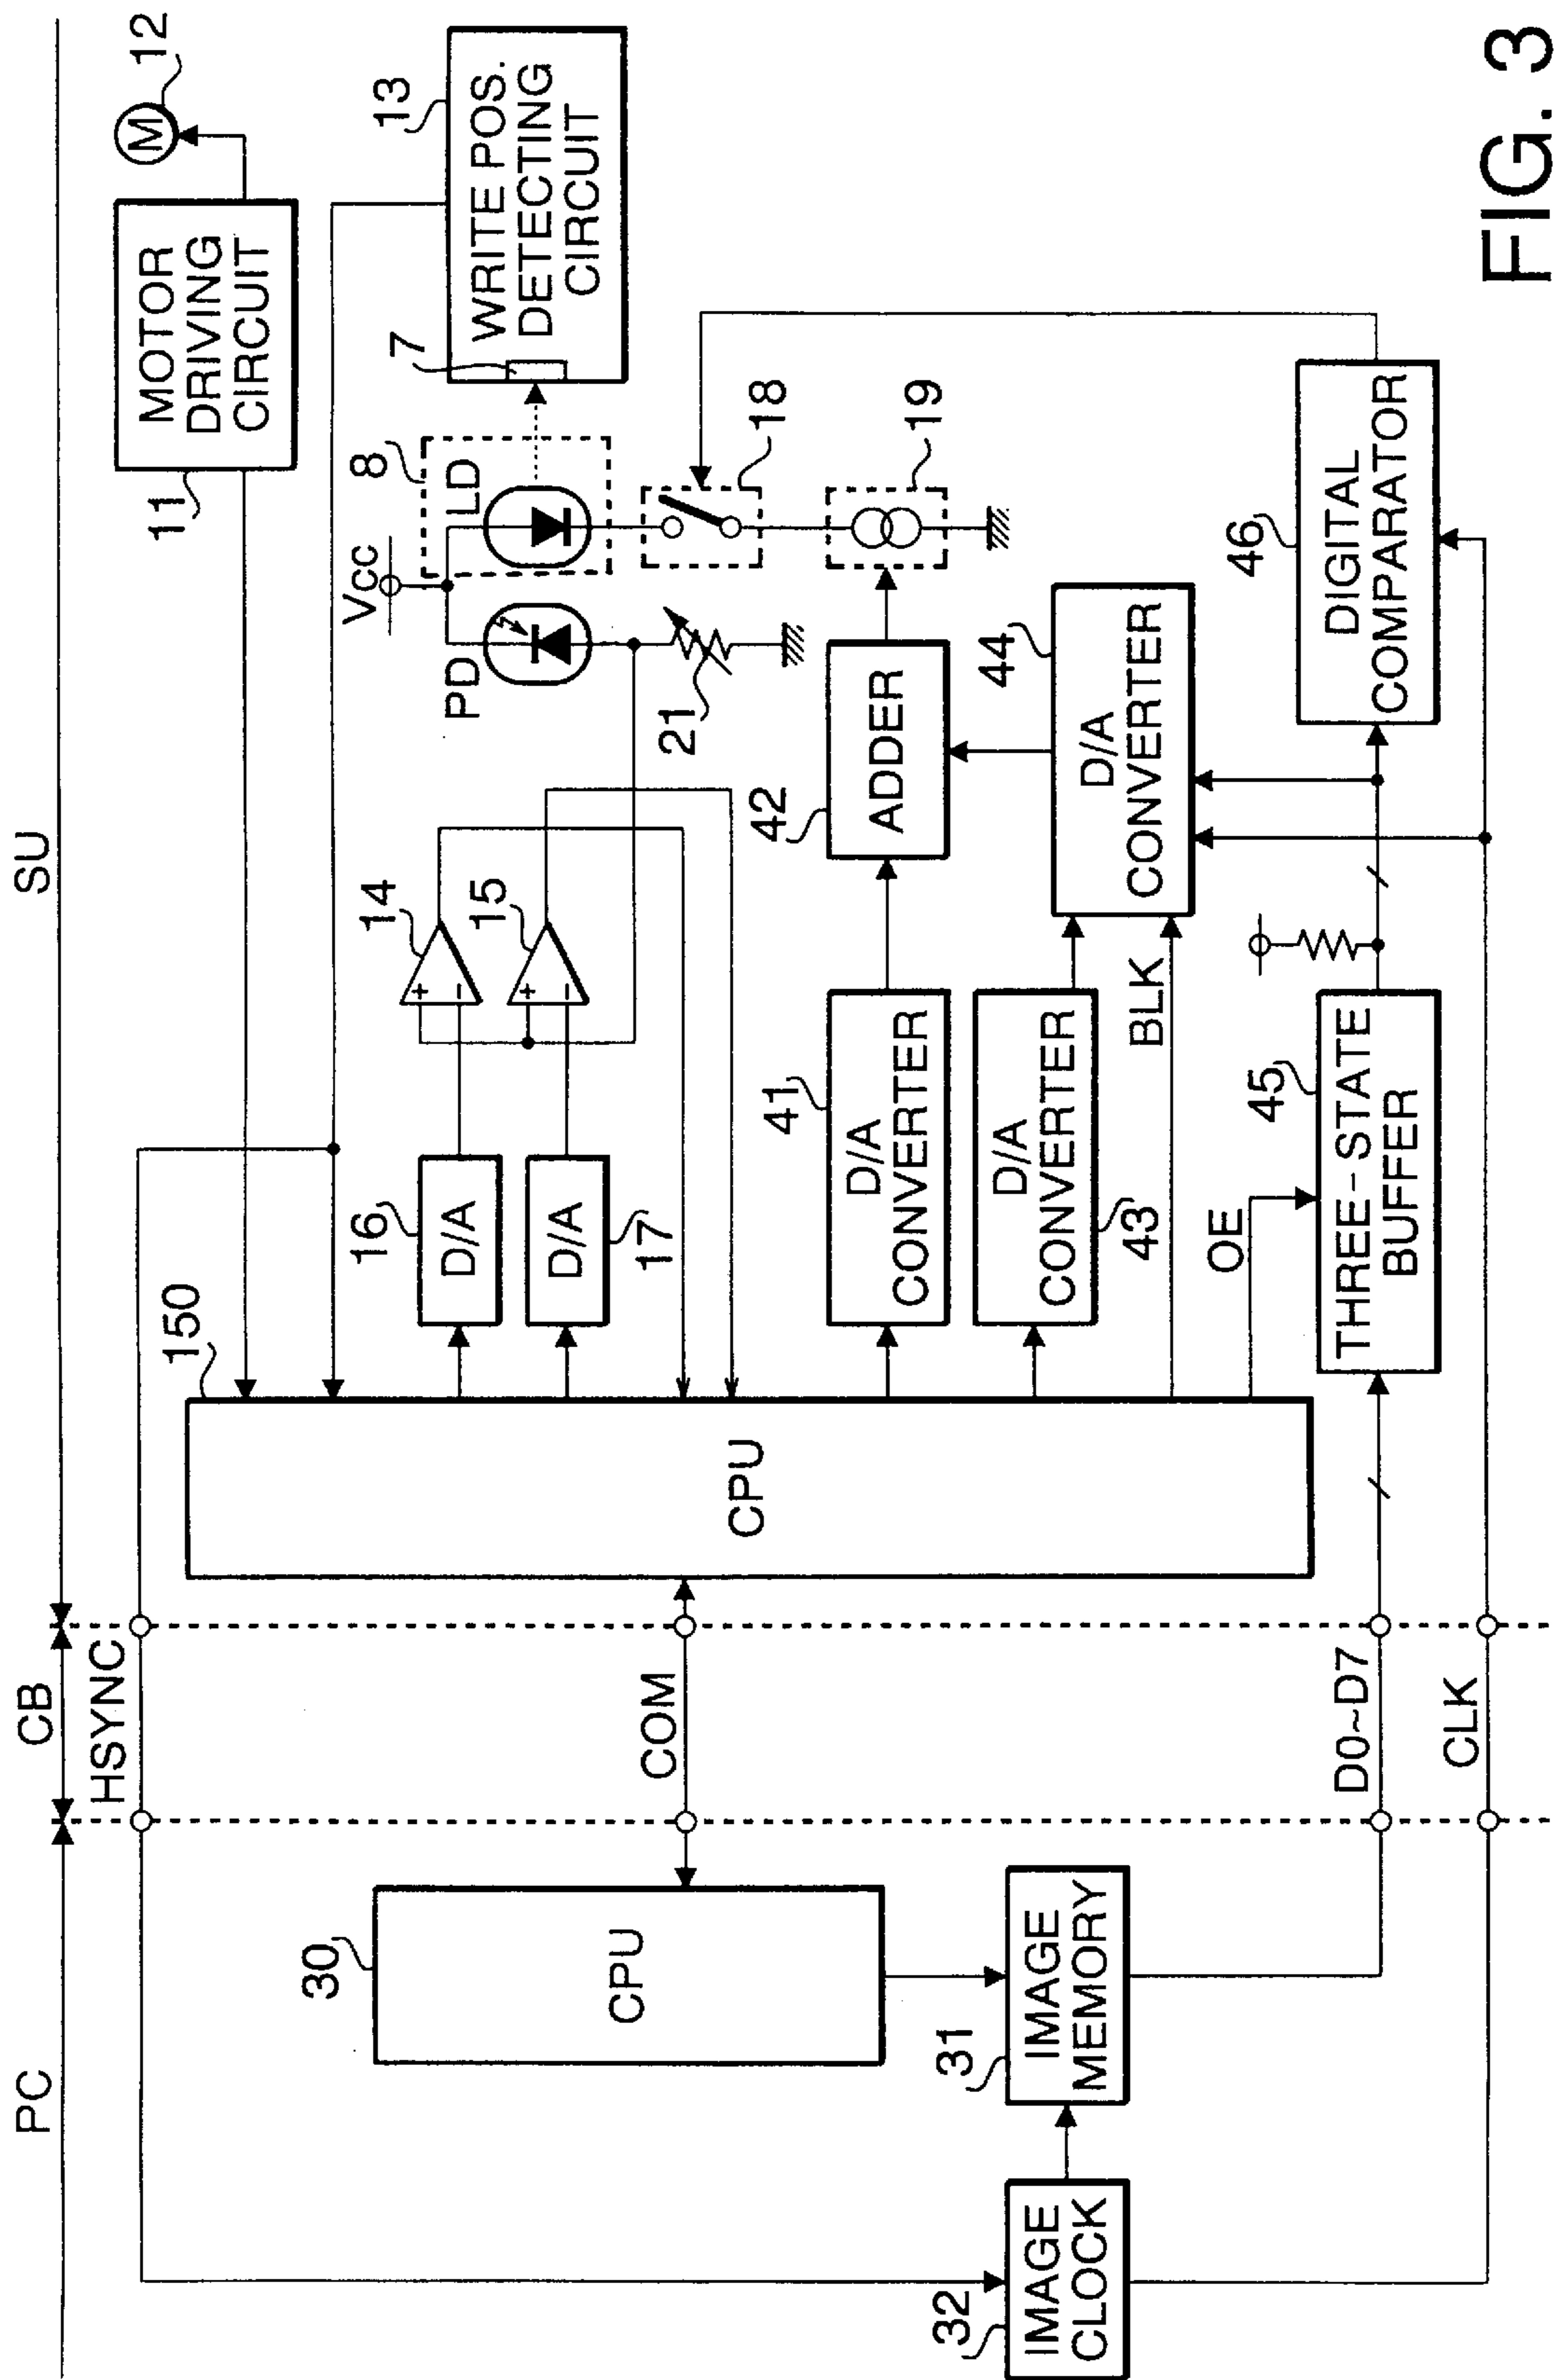 PC
CB
SU
HSYNC
COM
D0~D7
CLK
30
CPU
31
IMAGE
MEMORY
32
IMAGE
CLOCK
150
CPU
11
MOTOR
DRIVING
CIRCUIT
M
12
13
WRITE POS.
DETECTING
CIRCUIT
7
16
D/A
D/A
17
14
+
−
15
+
−
Vcc
PD
LD
8
21
18
19
41
D/A
CONVERTER
42
ADDER
D/A
CONVERTER
43
44
D/A
CONVERTER
BLK
OE
45
THREE-STATE
BUFFER
46
DIGITAL
COMPARATOR
FIG. 3